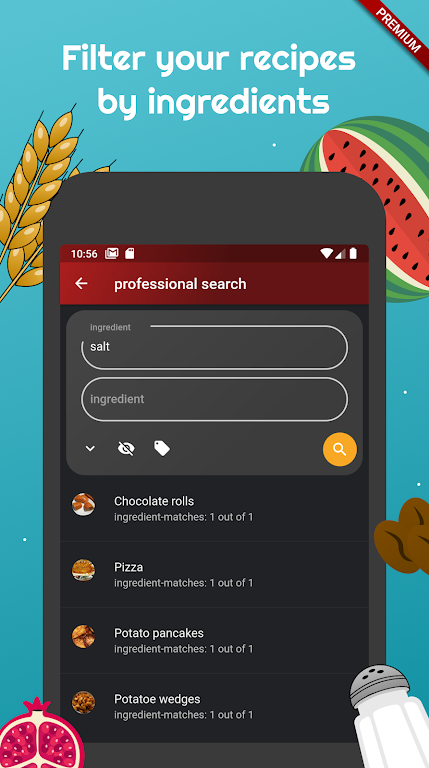 PREMIUM
Filter your recipes
by ingredients
10:56
professional search
ingredient
salt
ingredient
Chocolate rolls
ingredient-matches: 1 out of 1
Pizza
ingredient-matches: 1 out of 1
Potato pancakes
ingredient-matches: 1 out of 1
Potatoe wedges
ingredient-matches: 1 out of 1